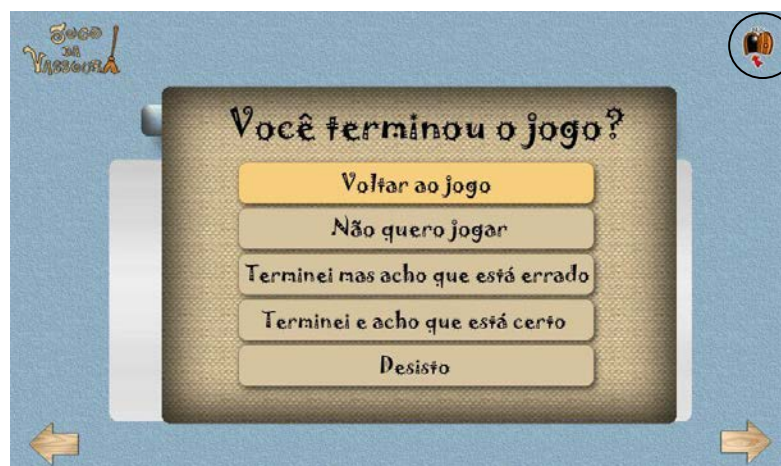 Jogo
da
Vassoura
Você terminou o jogo?
Voltar ao jogo
Não quero jogar
Terminei mas acho que está errado
Terminei e acho que está certo
Desisto